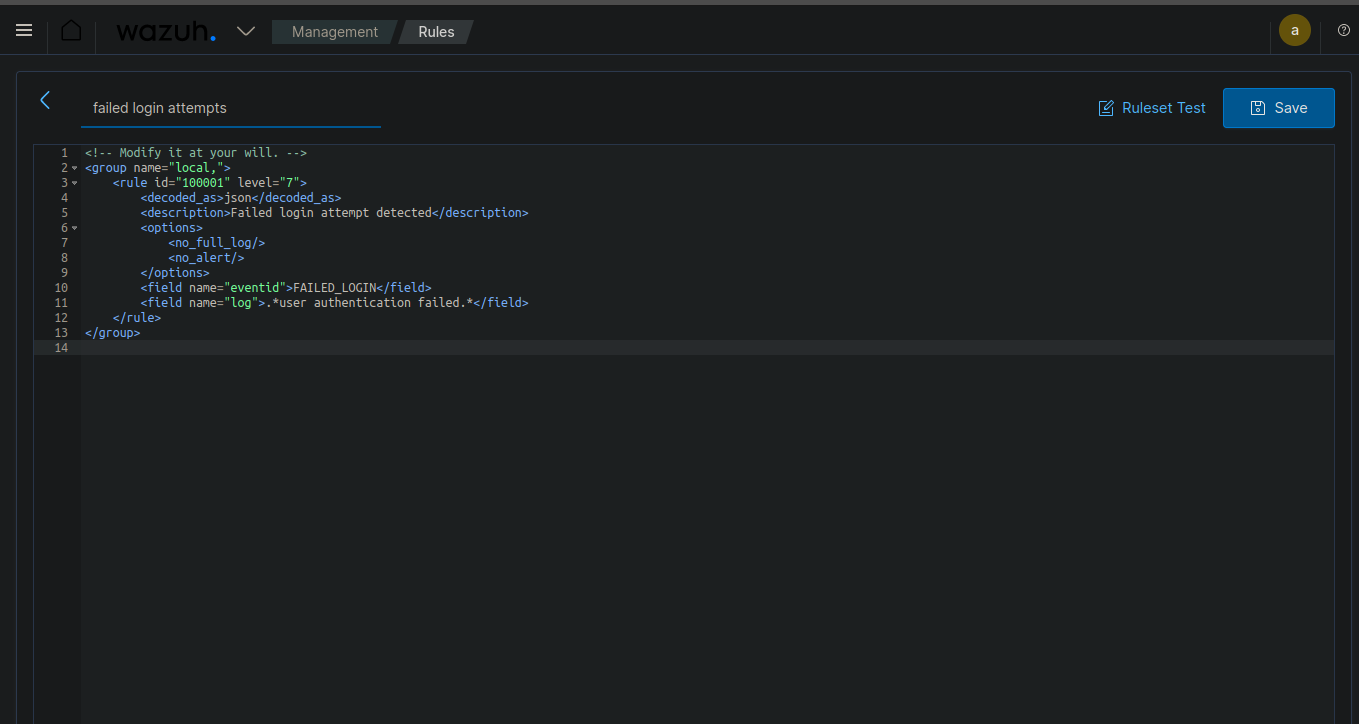 wazuh.
Management
Rules
a
failed login attempts
Ruleset Test
Save
1 <!-- Modify it at your will. -->
2 <group name="local,">
3     <rule id="100001" level="7">
4         <decoded_as>json</decoded_as>
5         <description>Failed login attempt detected</description>
6         <options>
7             <no_full_log/>
8             <no_alert/>
9         </options>
10         <field name="eventid">FAILED_LOGIN</field>
11         <field name="log">.*user authentication failed.*</field>
12     </rule>
13 </group>
14